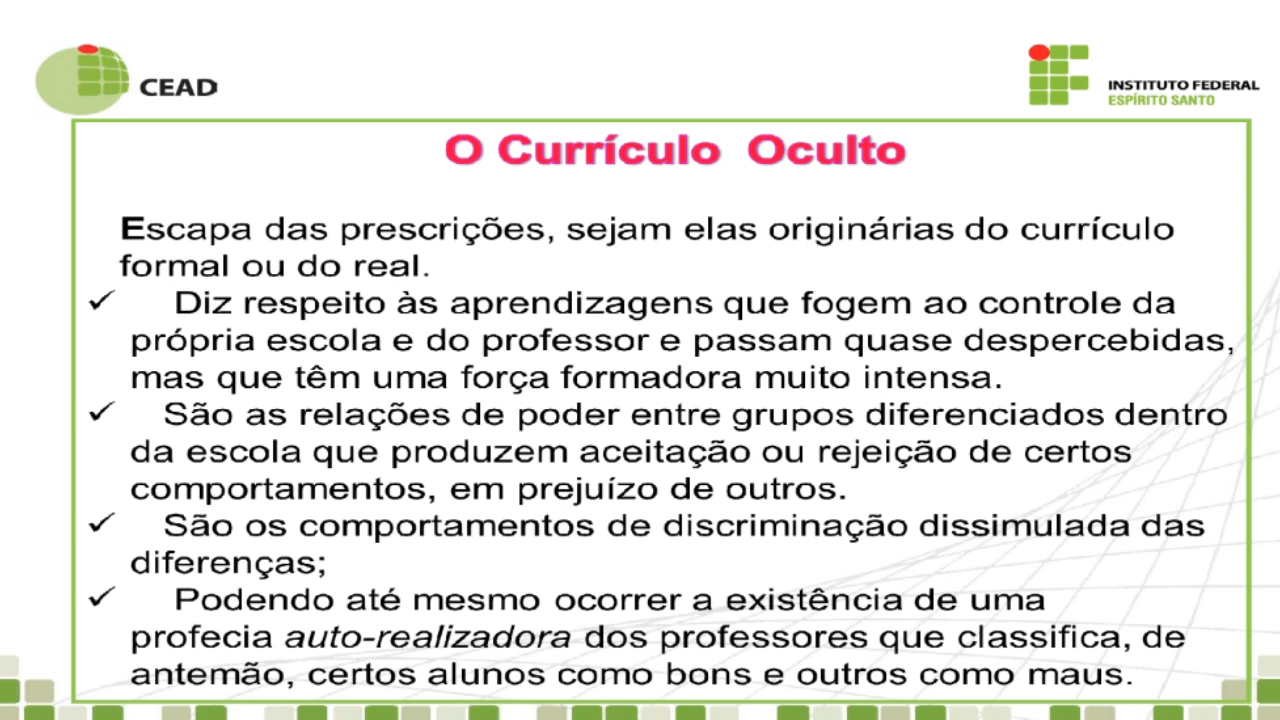 CEAD
INSTITUTO FEDERAL
ESPÍRITO SANTO
O Currículo Oculto
Escapa das prescrições, sejam elas originárias do currículo
formal ou do real.
✓ Diz respeito às aprendizagens que fogem ao controle da
própria escola e do professor e passam quase despercebidas,
mas que têm uma força formadora muito intensa.
✓ São as relações de poder entre grupos diferenciados dentro
da escola que produzem aceitação ou rejeição de certos
comportamentos, em prejuízo de outros.
✓ São os comportamentos de discriminação dissimulada das
diferenças;
✓ Podendo até mesmo ocorrer a existência de uma
profecia auto-realizadora dos professores que classifica, de
antemão, certos alunos como bons e outros como maus.